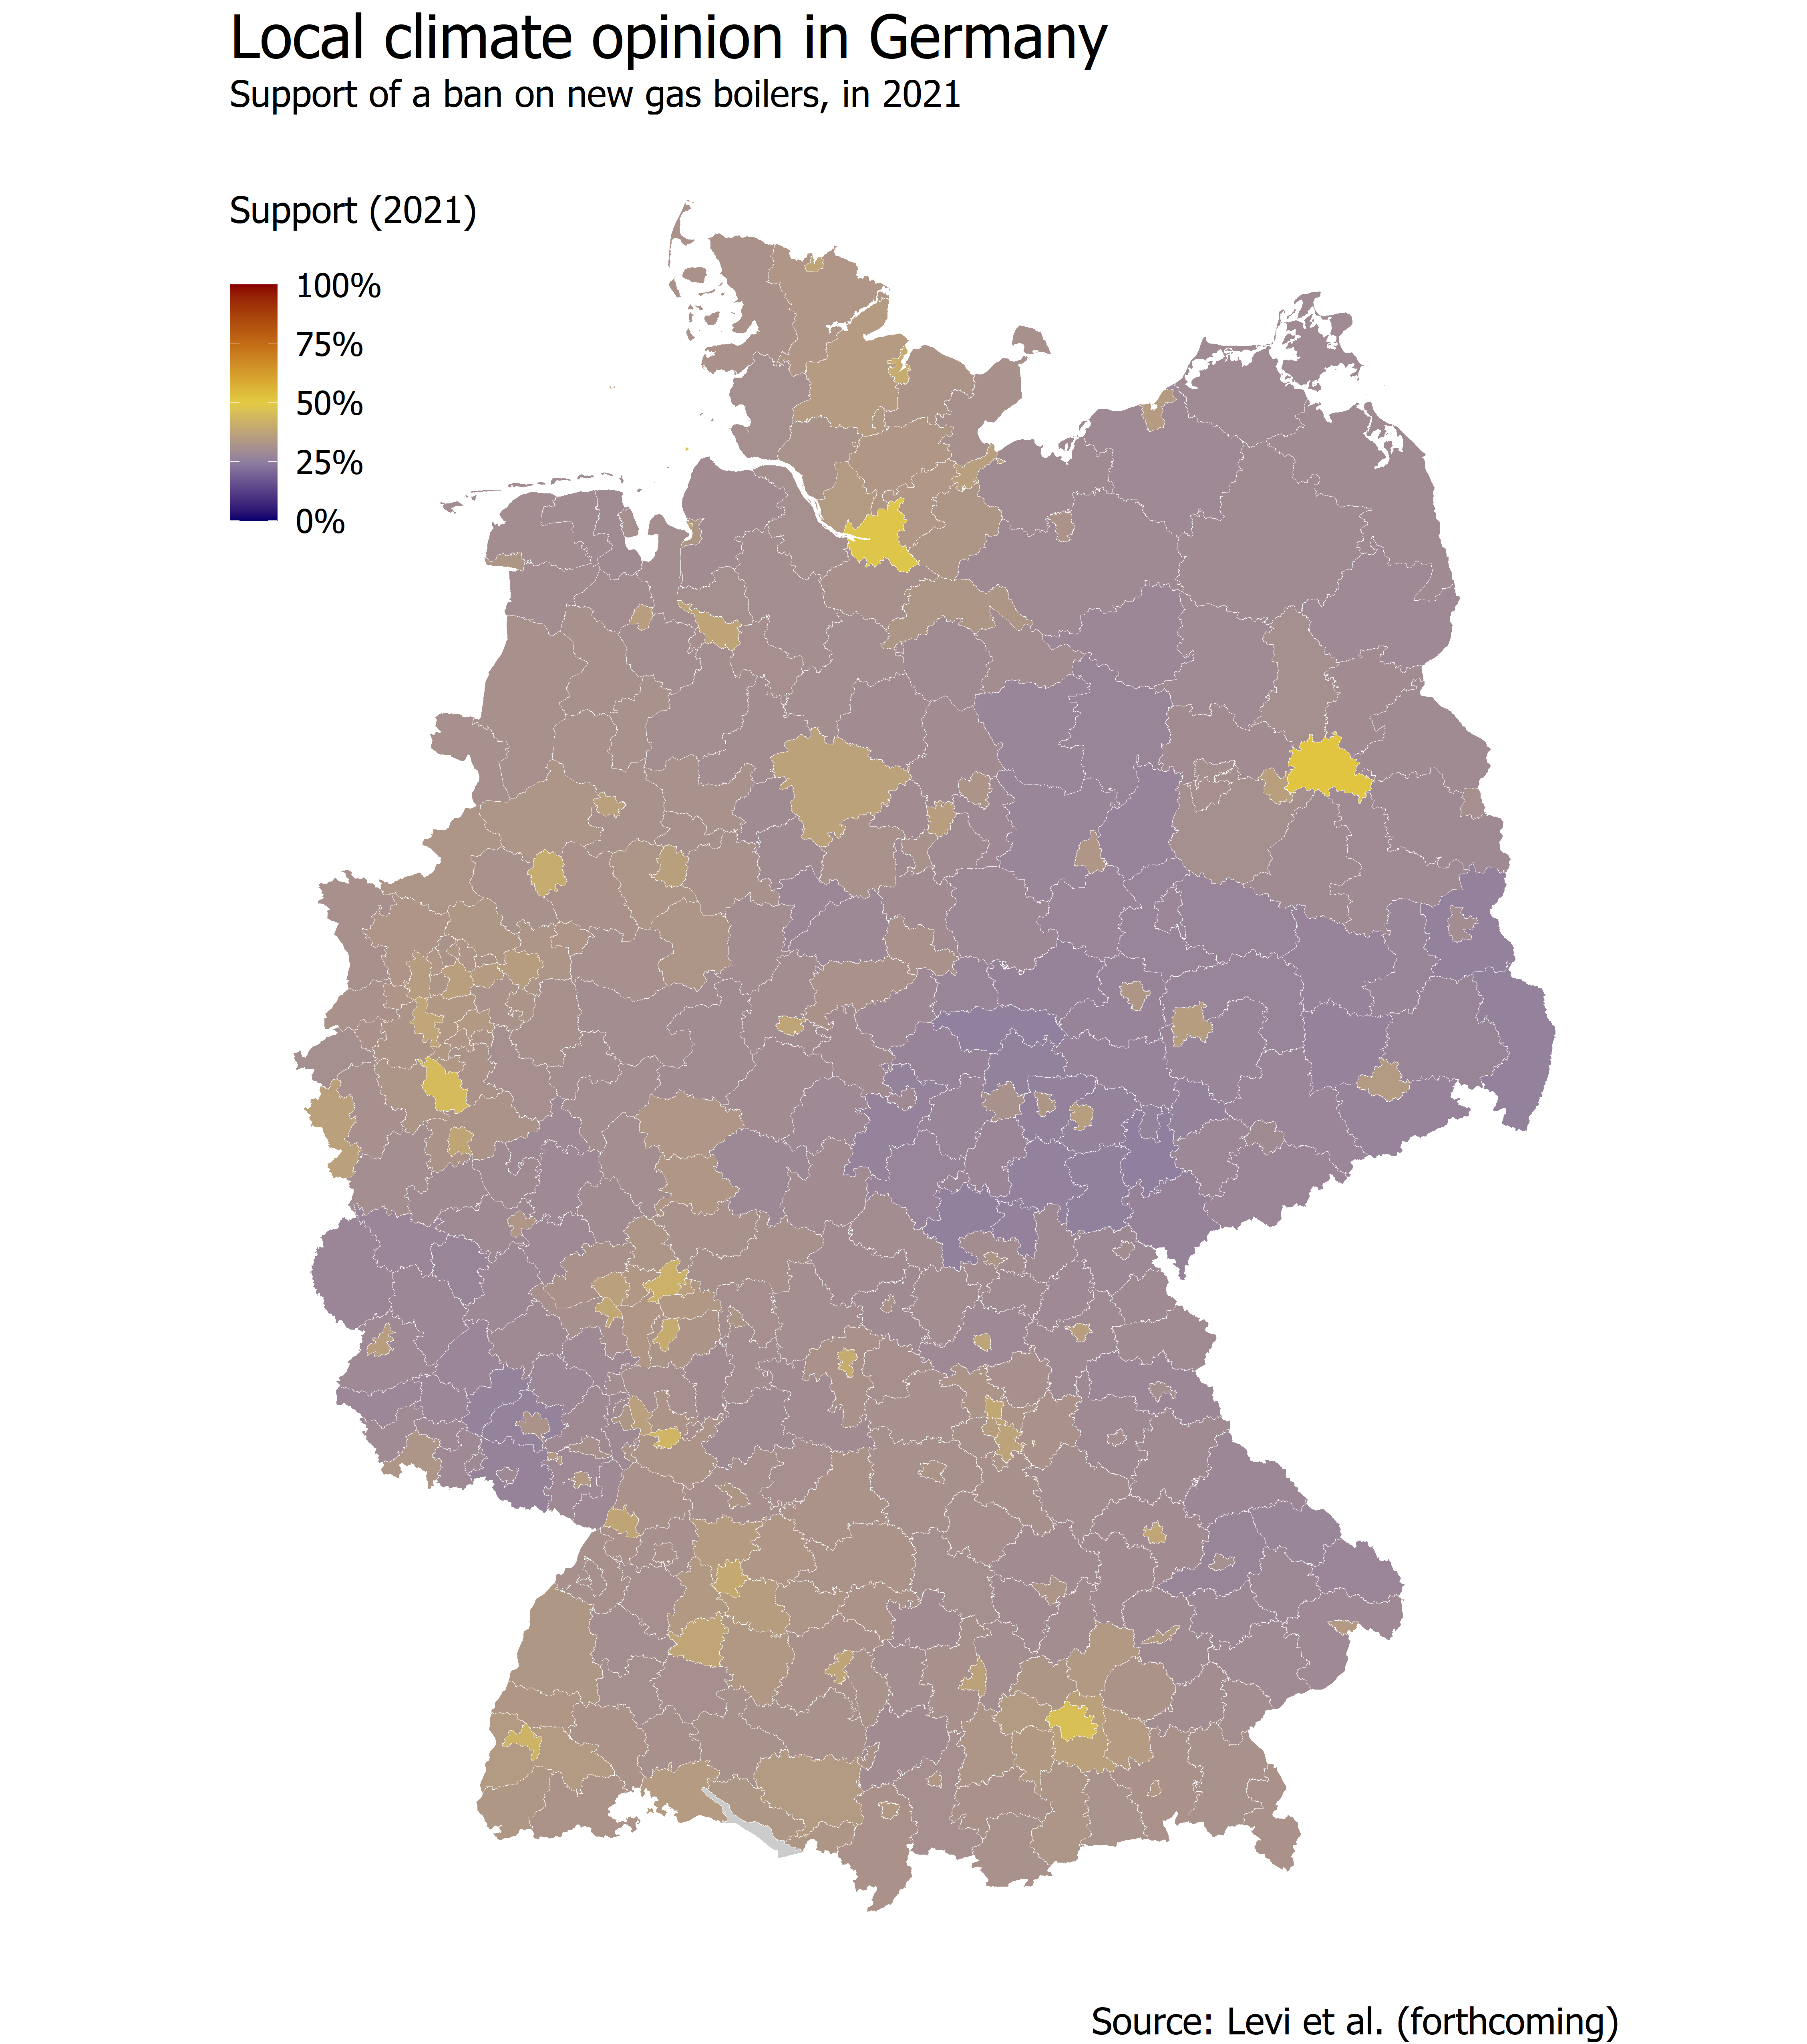 Local climate opinion in Germany
Support of a ban on new gas boilers, in 2021
Support (2021)
100%
75%
50%
25%
0%
Source: Levi et al. (forthcoming)